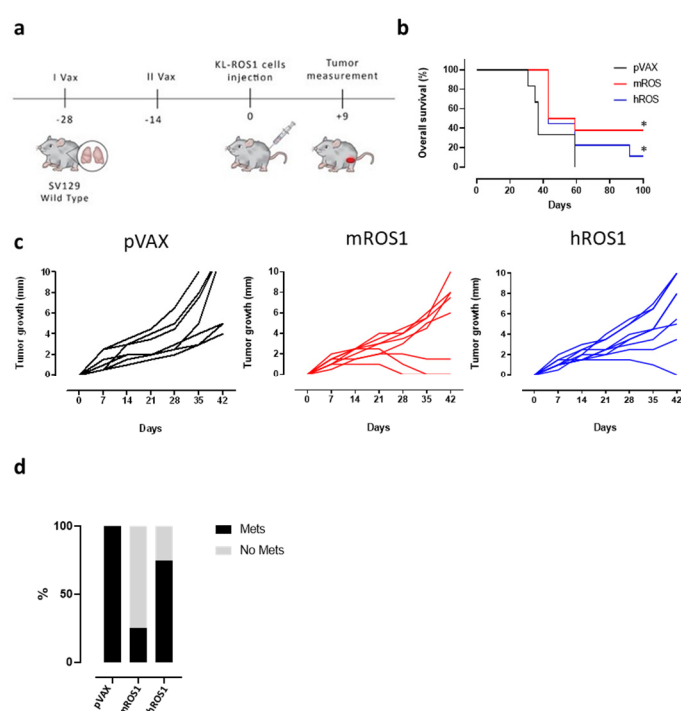 a
I Vax
II Vax
KL-ROS1 cells
injection
Tumor
measurement
-28
-14
0
+9
SV129
Wild Type
b
Overall survival (%)
100
80
60
40
20
0
0 20 40 60 80 100
Days
pVAX
mROS
hROS
*
*
c
pVAX
Tumor growth (mm)
10
8
6
4
2
0
0 7 14 21 28 35 42
Days
mROS1
Tumor growth (mm)
10
8
6
4
2
0
0 7 14 21 28 35 42
Days
hROS1
Tumor growth (mm)
10
8
6
4
2
0
0 7 14 21 28 35 42
Days
d
%
100
50
0
pVAX
mROS1
hROS1
Mets
No Mets